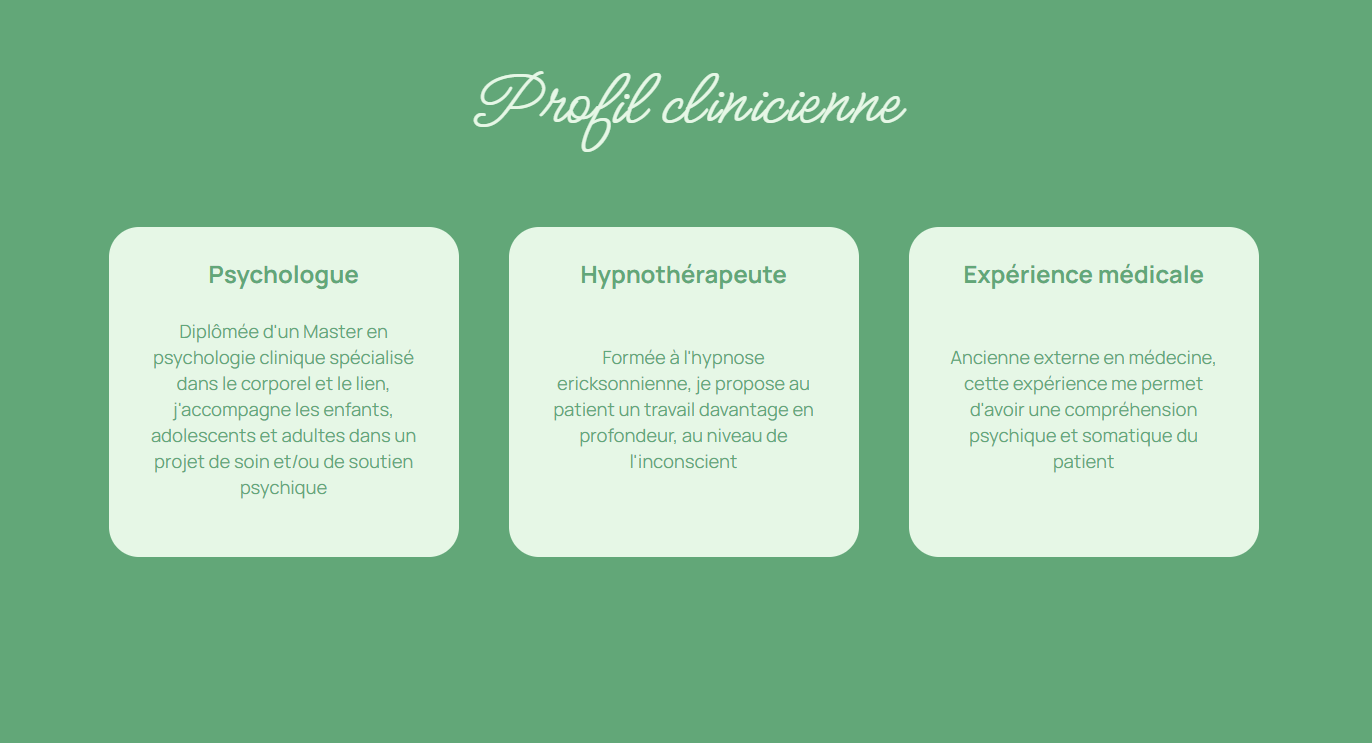 Profil clinicienne
Psychologue
Diplômée d'un Master en
psychologie clinique spécialisé
dans le corporel et le lien,
j'accompagne les enfants,
adolescents et adultes dans un
projet de soin et/ou de soutien
psychique
Hypnothérapeute
Formée à l'hypnose
ericksonnienne, je propose au
patient un travail davantage en
profondeur, au niveau de
l'inconscient
Expérience médicale
Ancienne externe en médecine,
cette expérience me permet
d'avoir une compréhension
psychique et somatique du
patient